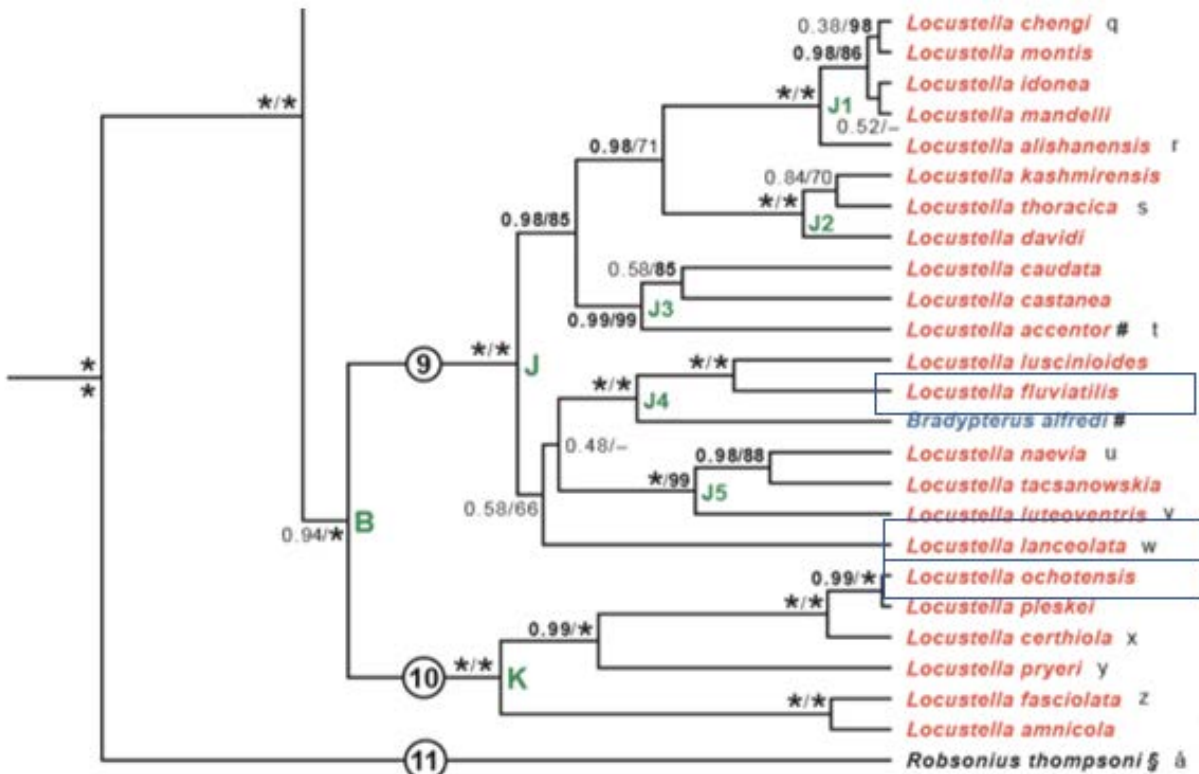 0.38/98 Locustella chengi q
0.98/86 Locustella montis
Locustella idonea
*/* J1 Locustella mandelli
0.52/–
0.98/71 Locustella alishanensis r
0.84/70 Locustella kashmirensis
*/* Locustella thoracica s
0.98/85 J2 Locustella davidi
0.58/85 Locustella caudata
J3 Locustella castanea
0.99/99 Locustella accentor # t
9 */* J */* Locustella luscinioides
*/* J4 Locustella fluviatilis
Bradypterus alfredi #
0.48/– 0.98/88 Locustella naevia u
*/99 J5 Locustella tacsanowskia
0.58/66 Locustella luteoventris v
0.94/* B Locustella lanceolata w
0.99/* Locustella ochotensis
*/* Locustella pleskei
0.99/* Locustella certhiola x
10 */* K Locustella pryeri y
*/* Locustella fasciolata z
Locustella amnicola
11 Robsonius thompsoni § å
*/*
*
*